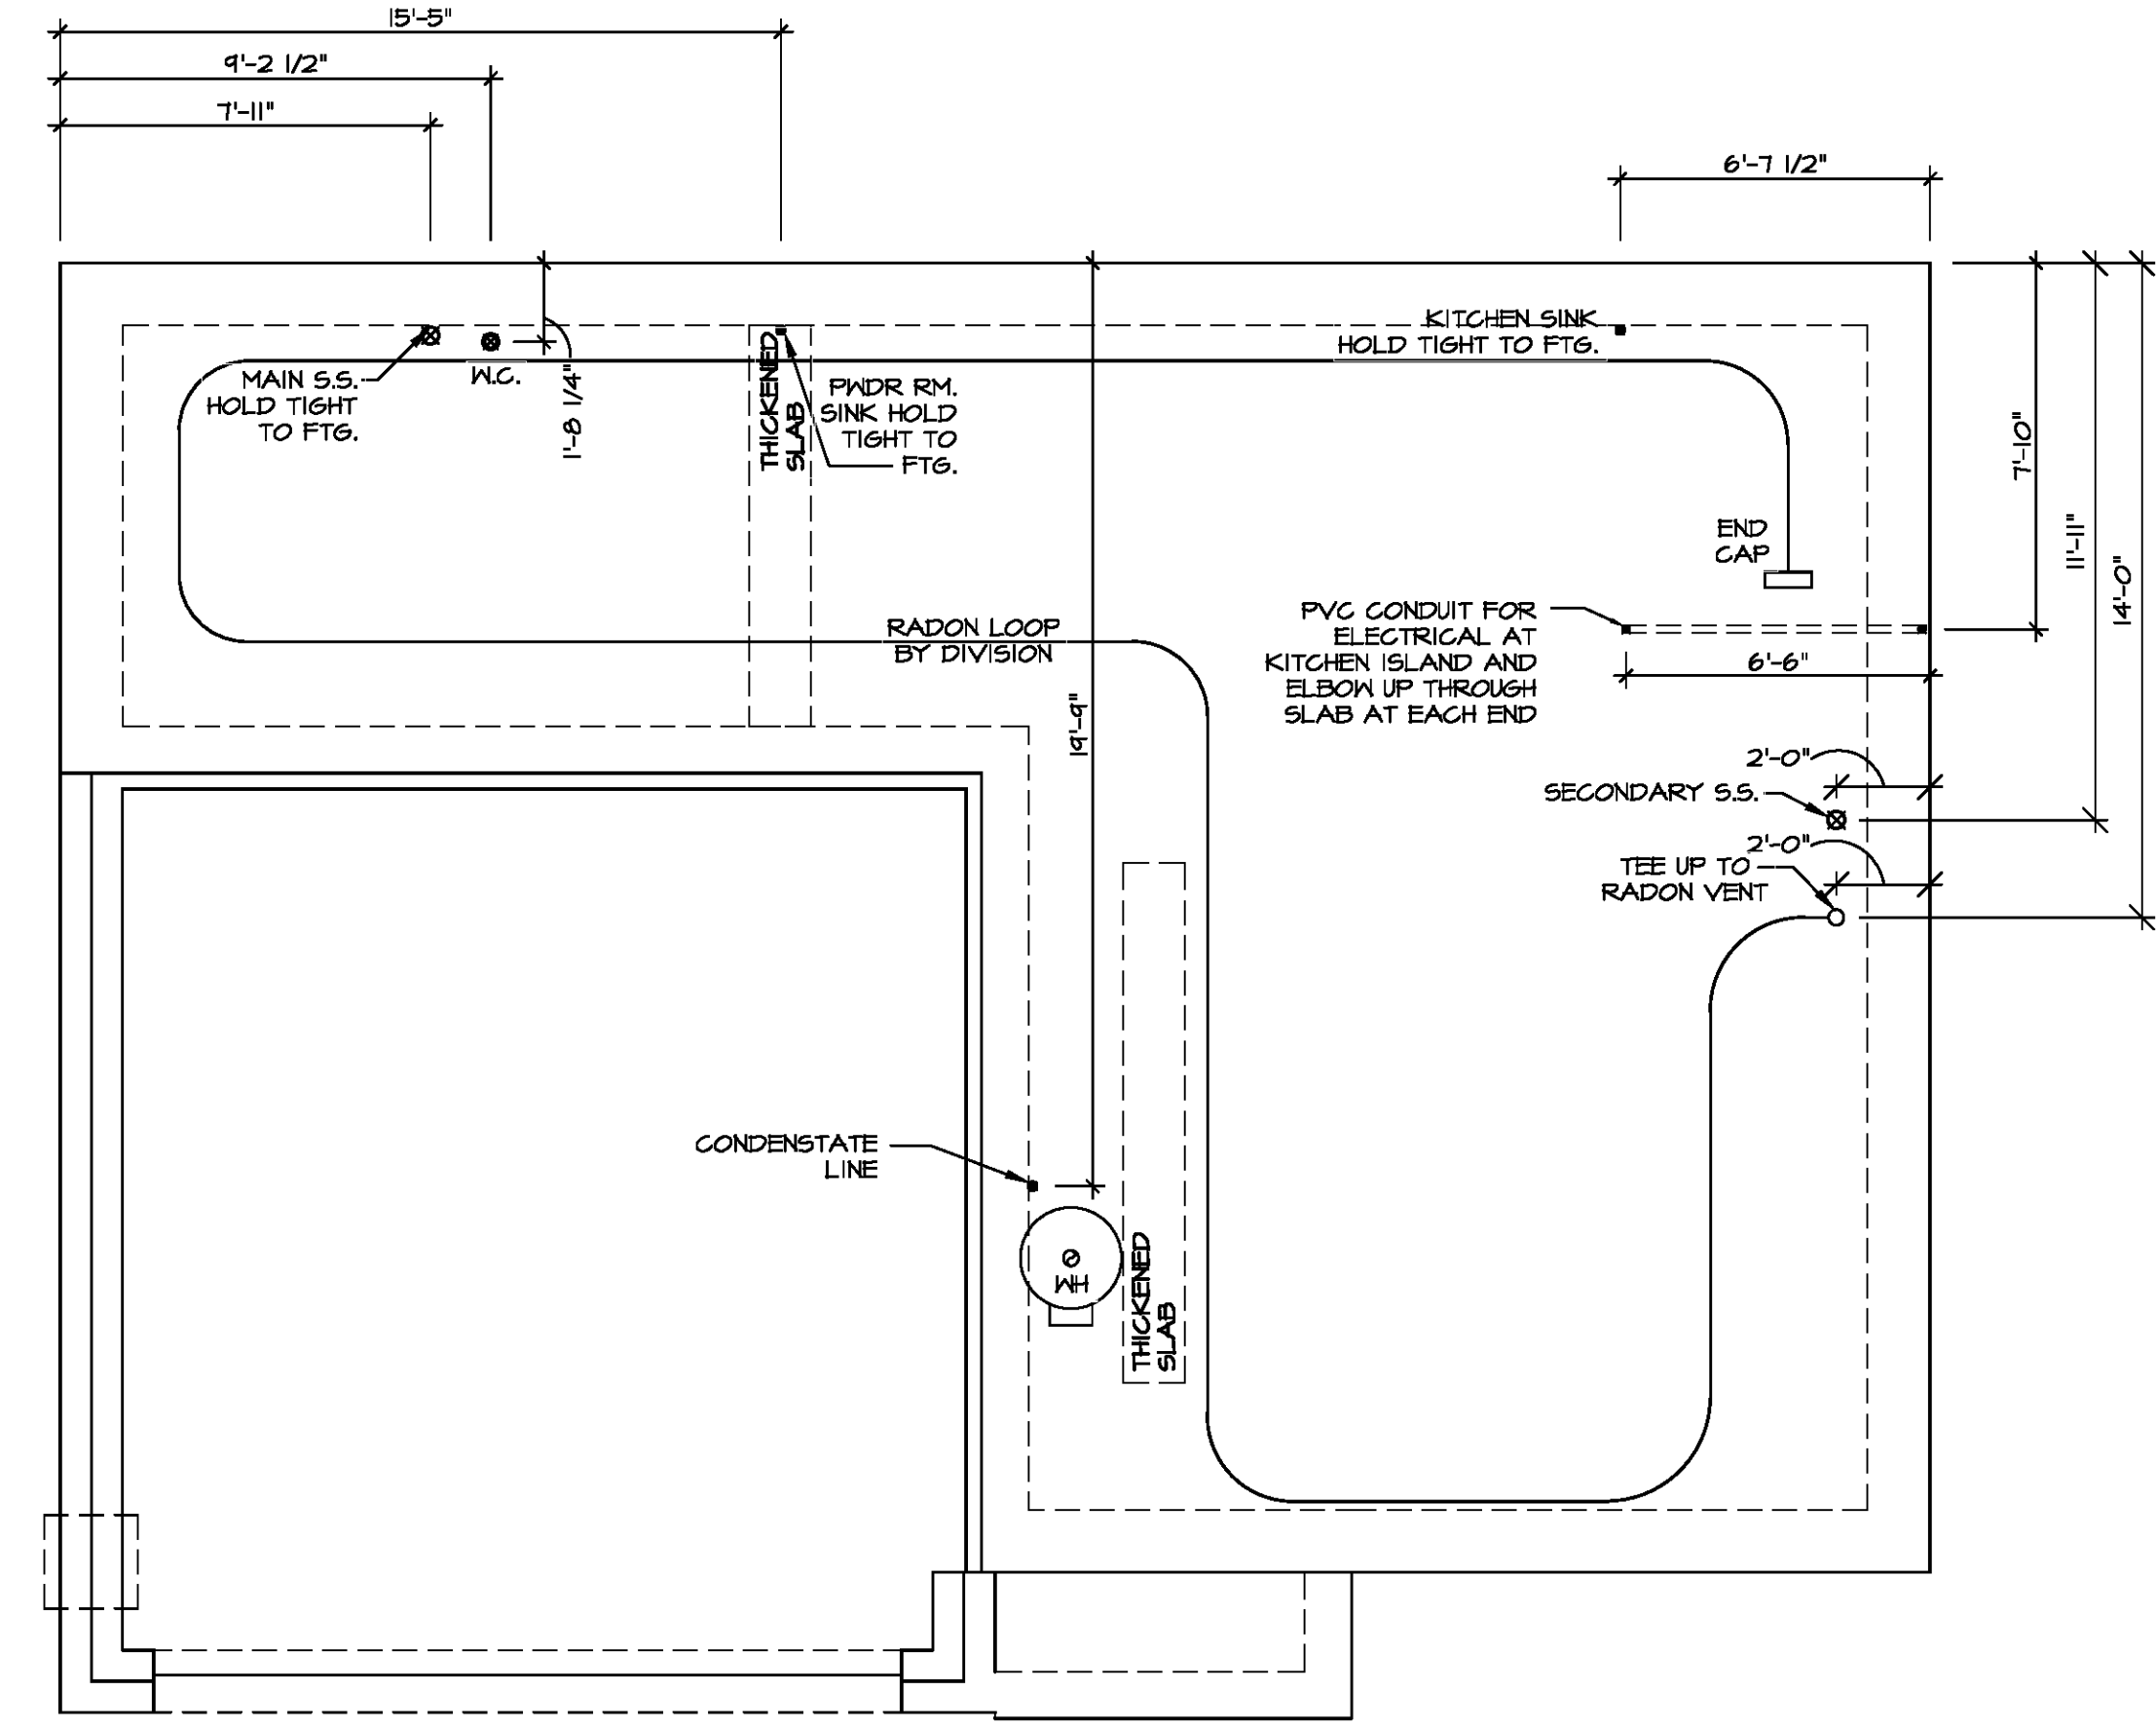 15'-5"
9'-2 1/2"
7'-11"
6'-7 1/2"
KITCHEN SINK
HOLD TIGHT TO FTG.
MAIN S.S.
HOLD TIGHT
TO FTG.
W.C.
1'-8 1/4"
THICKENED
SLAB
PWDR RM.
SINK HOLD
TIGHT TO
FTG.
7'-10"
11'-11"
14'-0"
END
CAP
RADON LOOP
BY DIVISION
PVC CONDUIT FOR
ELECTRICAL AT
KITCHEN ISLAND AND
ELBOW UP THROUGH
SLAB AT EACH END
6'-6"
19'-9"
2'-0"
SECONDARY S.S.
2'-0"
TEE UP TO
RADON VENT
CONDENSTATE
LINE
WH
THICKENED
SLAB